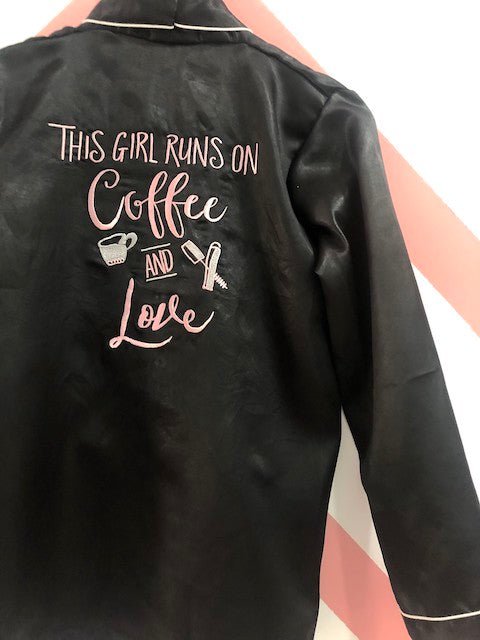 THIS GIRL RUNS ON
Coffee
AND
Love